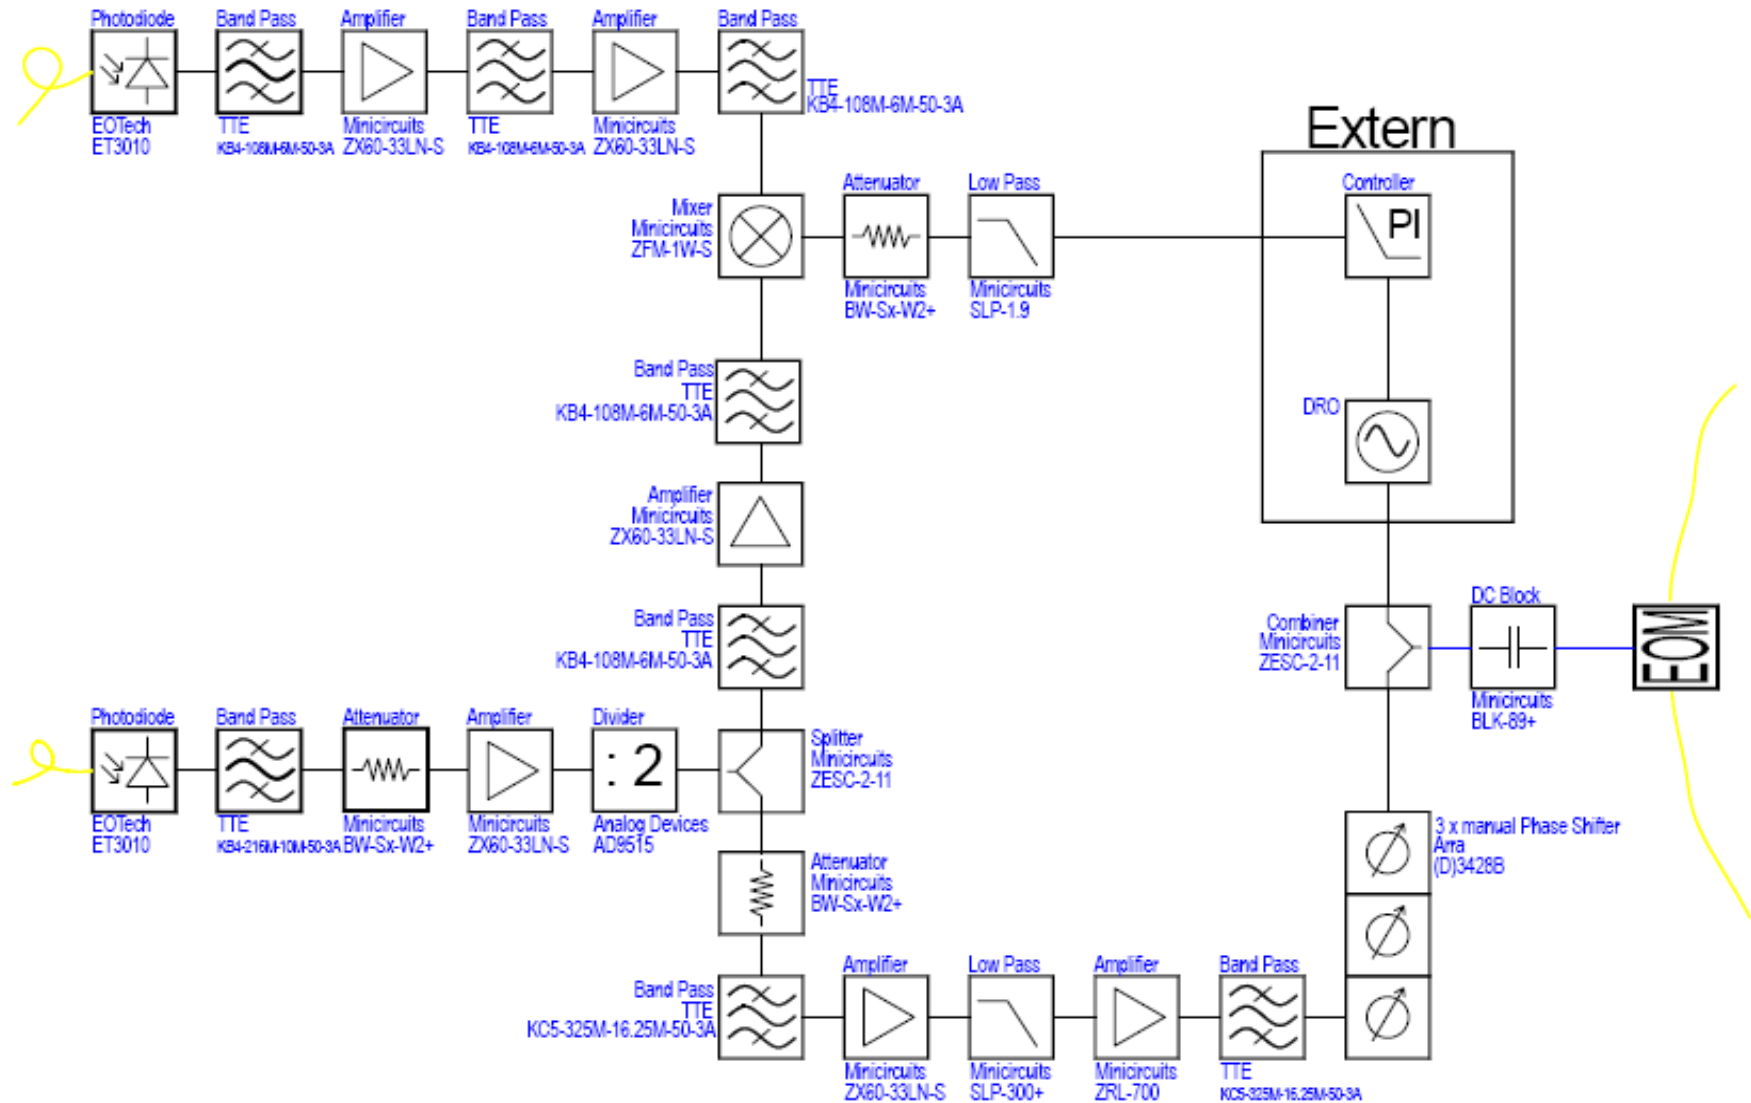 Photodiode
EOTech
ET3010
Band Pass
TTE
KB4-108M-6M-50-3A
Amplifier
Minicircuits
ZX60-33LN-S
Band Pass
TTE
KB4-108M-6M-50-3A
Amplifier
Minicircuits
ZX60-33LN-S
Band Pass
TTE
KB4-108M-6M-50-3A
Mixer
Minicircuits
ZFM-1W-S
Attenuator
Minicircuits
BW-Sx-W2+
Low Pass
Minicircuits
SLP-1.9
Extern
Controller
PI
DRO
Band Pass
TTE
KB4-108M-6M-50-3A
Amplifier
Minicircuits
ZX60-33LN-S
Band Pass
TTE
KB4-108M-6M-50-3A
Combiner
Minicircuits
ZESC-2-11
DC Block
Minicircuits
BLK-89+
EOM
Photodiode
EOTech
ET3010
Band Pass
TTE
KB4-216M-10M-50-3A
Attenuator
Minicircuits
BW-Sx-W2+
Amplifier
Minicircuits
ZX60-33LN-S
Divider
: 2
Analog Devices
AD9515
Splitter
Minicircuits
ZESC-2-11
Attenuator
Minicircuits
BW-Sx-W2+
3 x manual Phase Shifter
Arra
(D)3428B
Band Pass
TTE
KC5-325M-16.25M-50-3A
Amplifier
Minicircuits
ZX60-33LN-S
Low Pass
Minicircuits
SLP-300+
Amplifier
Minicircuits
ZRL-700
Band Pass
TTE
KC5-325M-16.25M-50-3A